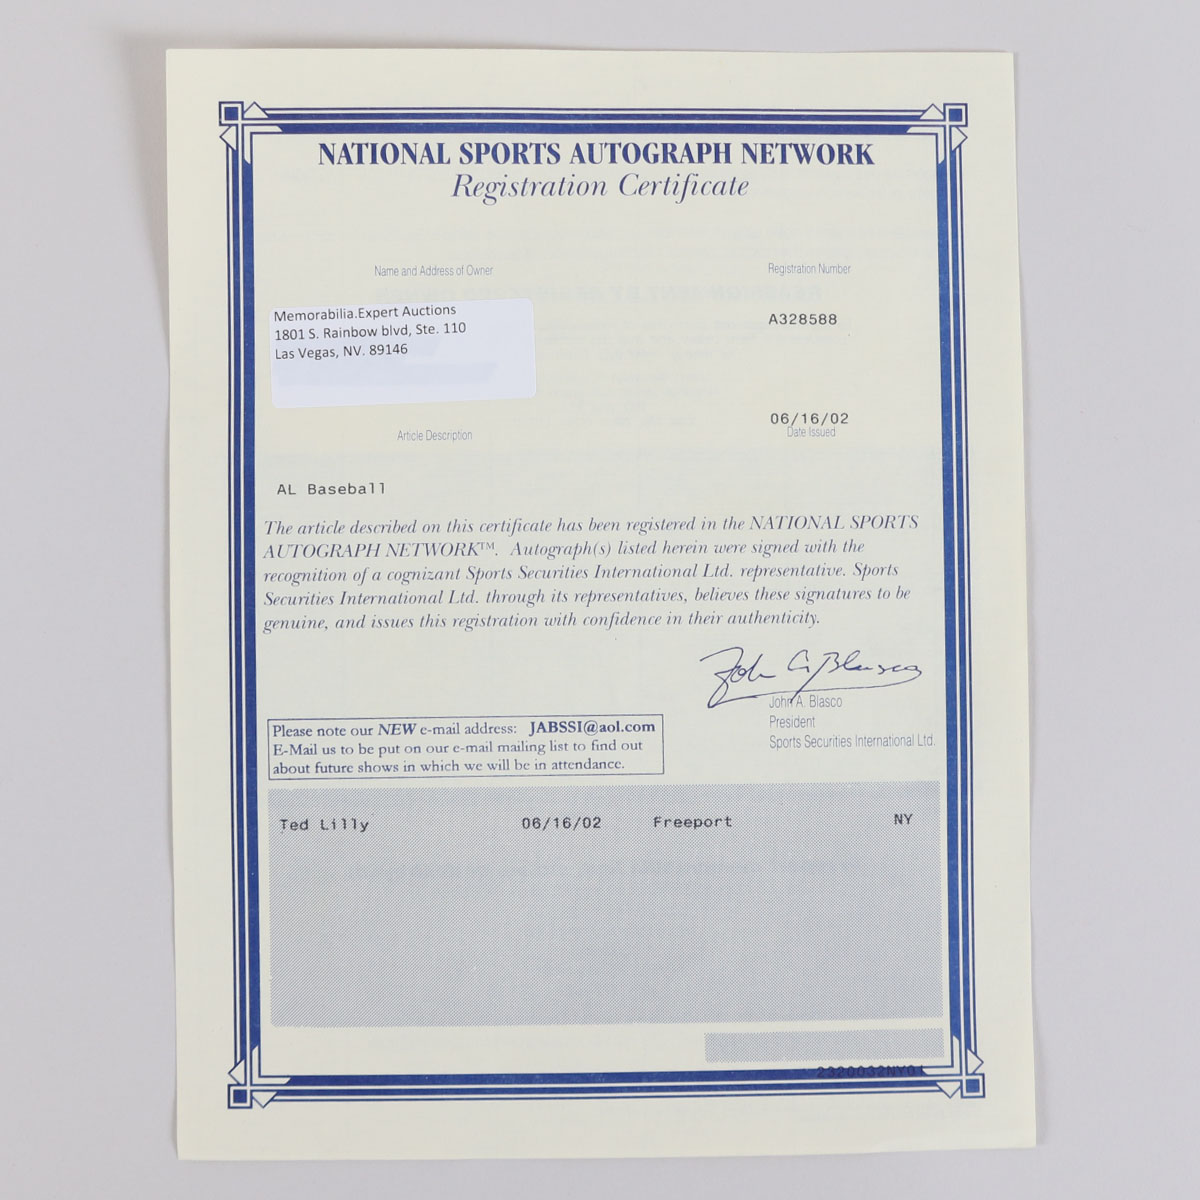 NATIONAL SPORTS AUTOGRAPH NETWORK
Registration Certificate
Name and Address of Owner
Registration Number
Memorabilia.Expert Auctions
1801 S. Rainbow blvd, Ste. 110
Las Vegas, NV. 89146
A328588
06/16/02
Date Issued
Article Description
AL Baseball
The article described on this certificate has been registered in the NATIONAL SPORTS
AUTOGRAPH NETWORK™. Autograph(s) listed herein were signed with the
recognition of a cognizant Sports Securities International Ltd. representative. Sports
Securities International Ltd. through its representatives, believes these signatures to be
genuine, and issues this registration with confidence in their authenticity.
John A. Blasco
John A. Blasco
President
Sports Securities International Ltd.
Please note our NEW e-mail address: JABSSI@aol.com
E-Mail us to be put on our e-mail mailing list to find out
about future shows in which we will be in attendance.
Ted Lilly 06/16/02 Freeport NY